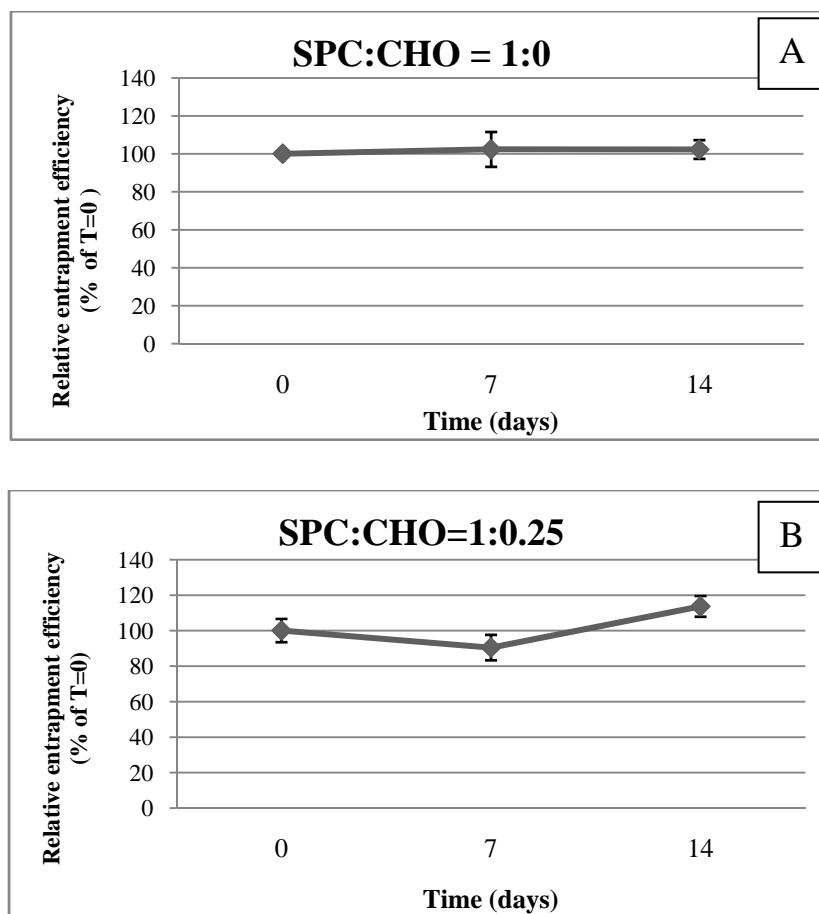 SPC:CHO = 1:0
A
Relative entrapment efficiency
(% of T=0 )
140
120
100
80
60
40
20
0
0 7 14
Time (days)
SPC:CHO=1:0.25
B
Relative entrapment efficiency
(% of T=0)
140
120
100
80
60
40
20
0
0 7 14
Time (days)